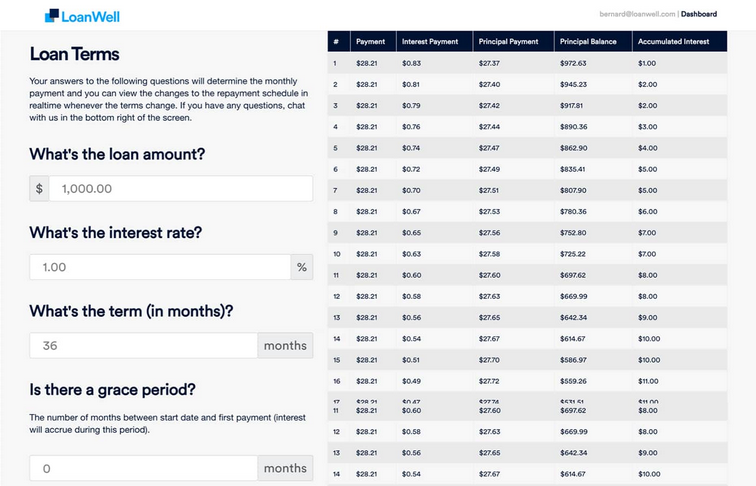 LoanWell
bernard@loanwell.com | Dashboard
Loan Terms
Your answers to the following questions will determine the monthly
payment and you can view the changes to the repayment schedule in
realtime whenever the terms change. If you have any questions, chat
with us in the bottom right of the screen.
What's the loan amount?
$ 1,000.00
What's the interest rate?
1.00 %
What's the term (in months)?
36 months
Is there a grace period?
The number of months between start date and first payment (interest
will accrue during this period).
0 months
# Payment Interest Payment Principal Payment Principal Balance Accumulated Interest
1 $28.21 $0.83 $27.37 $972.63 $1.00
2 $28.21 $0.81 $27.40 $945.23 $2.00
3 $28.21 $0.79 $27.42 $917.81 $2.00
4 $28.21 $0.76 $27.44 $890.36 $3.00
5 $28.21 $0.74 $27.47 $862.90 $4.00
6 $28.21 $0.72 $27.49 $835.41 $5.00
7 $28.21 $0.70 $27.51 $807.90 $5.00
8 $28.21 $0.67 $27.53 $780.36 $6.00
9 $28.21 $0.65 $27.56 $752.80 $7.00
10 $28.21 $0.63 $27.58 $725.22 $7.00
11 $28.21 $0.60 $27.60 $697.62 $8.00
12 $28.21 $0.58 $27.63 $669.99 $8.00
13 $28.21 $0.56 $27.65 $642.34 $9.00
14 $28.21 $0.54 $27.67 $614.67 $10.00
15 $28.21 $0.51 $27.70 $586.97 $10.00
16 $28.21 $0.49 $27.72 $559.26 $11.00
17 $28.21 $0.47 $27.74 $531.51 $11.00
11 $28.21 $0.60 $27.60 $697.62 $8.00
12 $28.21 $0.58 $27.63 $669.99 $8.00
13 $28.21 $0.56 $27.65 $642.34 $9.00
14 $28.21 $0.54 $27.67 $614.67 $10.00